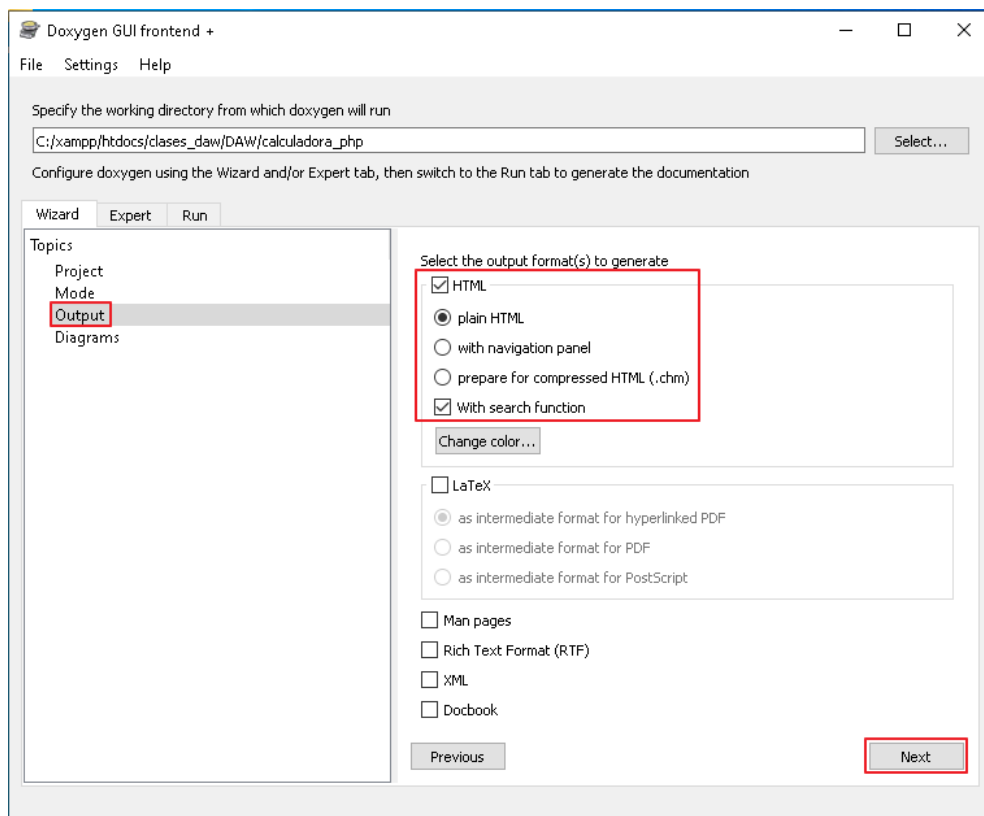 Doxygen GUI frontend +
File Settings Help
Specify the working directory from which doxygen will run
C:/xampp/htdocs/clases_daw/DAW/calculadora_php
Select...
Configure doxygen using the Wizard and/or Expert tab, then switch to the Run tab to generate the documentation
Wizard Expert Run
Topics
Project
Mode
Output
Diagrams
Select the output format(s) to generate
HTML
plain HTML
with navigation panel
prepare for compressed HTML (.chm)
With search function
Change color...
LaTeX
as intermediate format for hyperlinked PDF
as intermediate format for PDF
as intermediate format for PostScript
Man pages
Rich Text Format (RTF)
XML
Docbook
Previous
Next